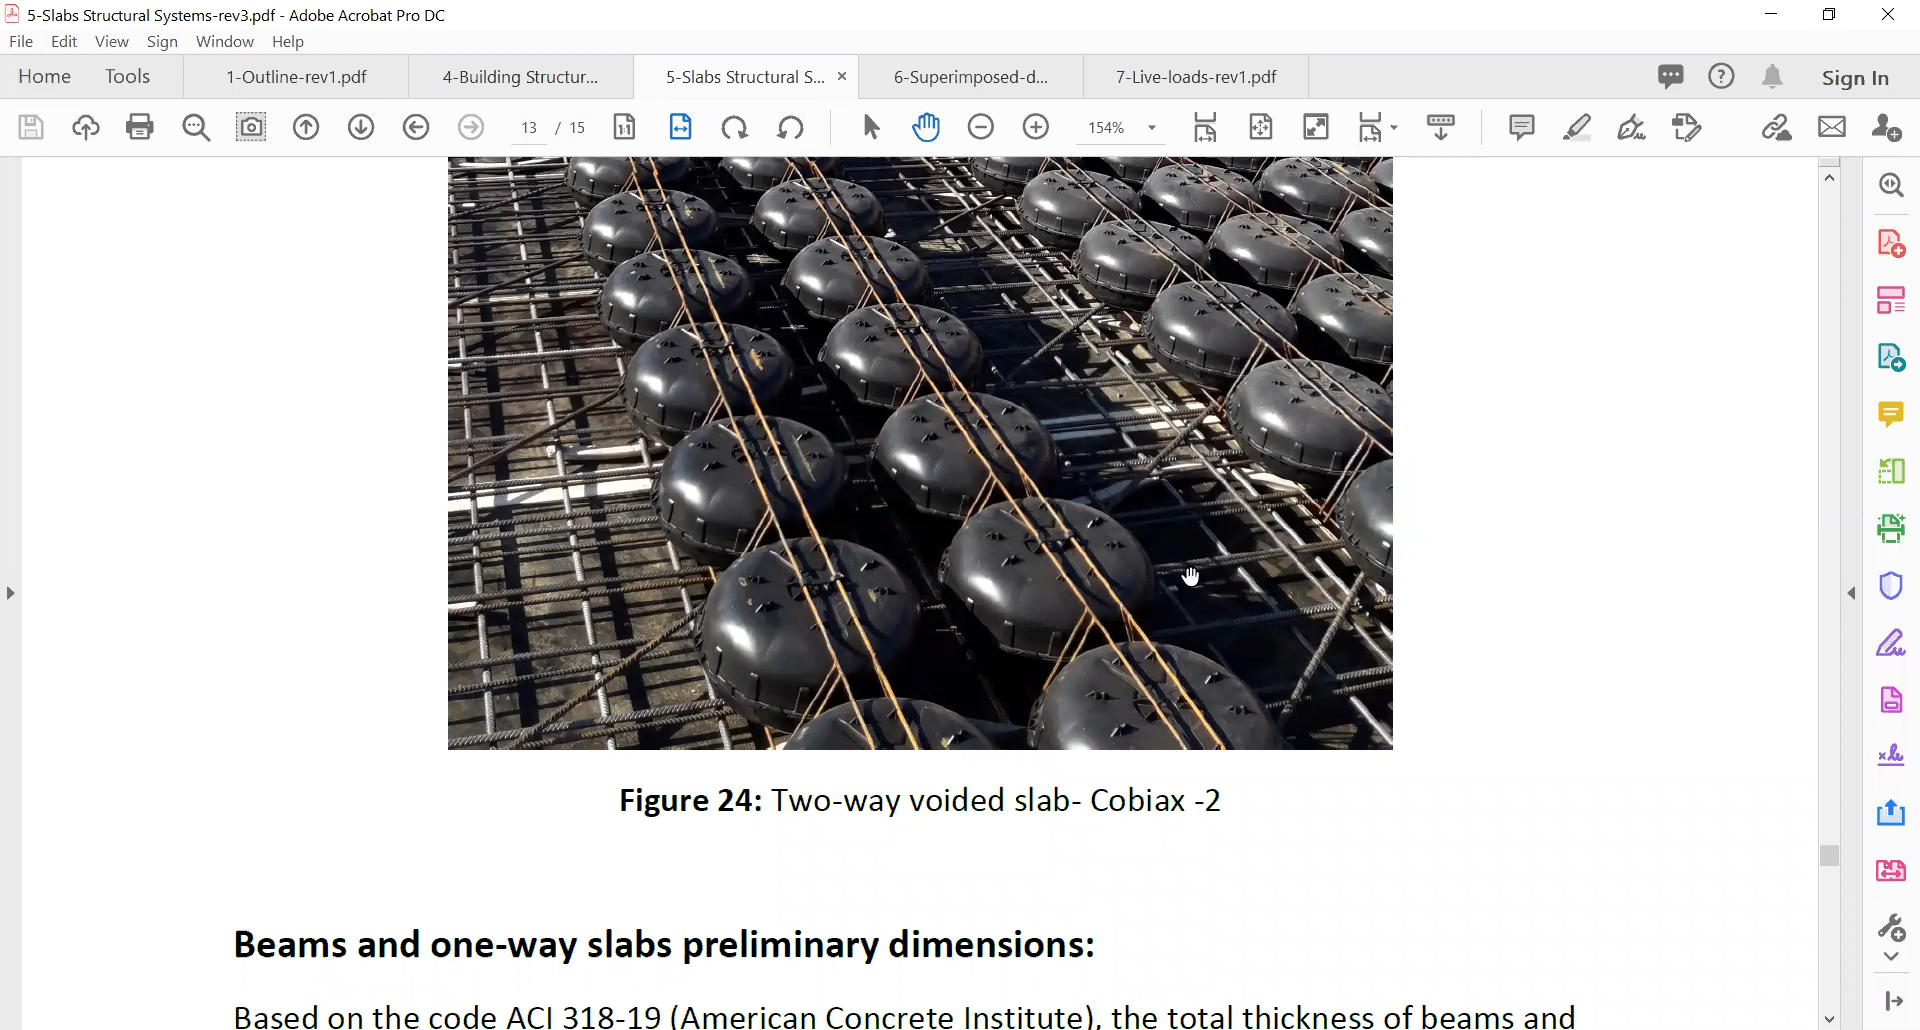 5-Slabs Structural Systems-rev3.pdf - Adobe Acrobat Pro DC
File Edit View Sign Window Help
Home Tools 1-Outline-rev1.pdf 4-Building Structur... 5-Slabs Structural S... × 6-Superimposed-d... 7-Live-loads-rev1.pdf Sign In
13 / 15 154%
Figure 24: Two-way voided slab- Cobiax -2
Beams and one-way slabs preliminary dimensions:
Based on the code ACI 318-19 (American Concrete Institute), the total thickness of beams and